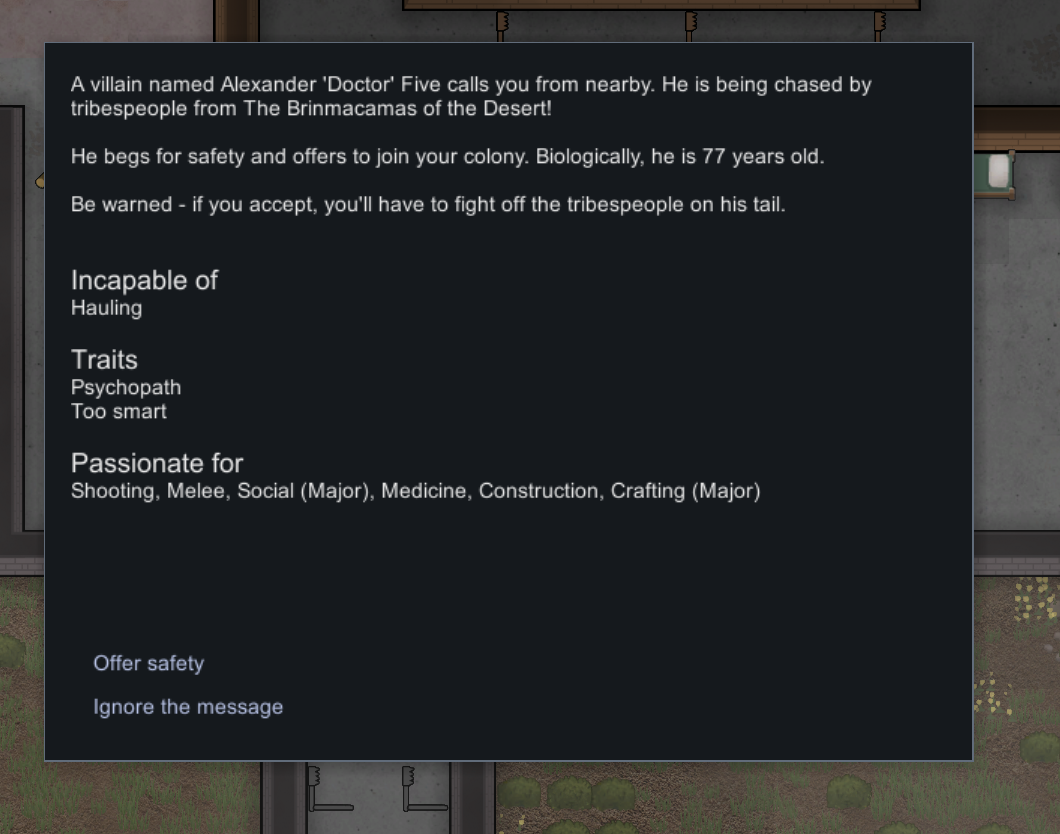 A villain named Alexander 'Doctor' Five calls you from nearby. He is being chased by
tribespeople from The Brinmacamas of the Desert!
He begs for safety and offers to join your colony. Biologically, he is 77 years old.
Be warned - if you accept, you'll have to fight off the tribespeople on his tail.
Incapable of
Hauling
Traits
Psychopath
Too smart
Passionate for
Shooting, Melee, Social (Major), Medicine, Construction, Crafting (Major)
Offer safety
Ignore the message